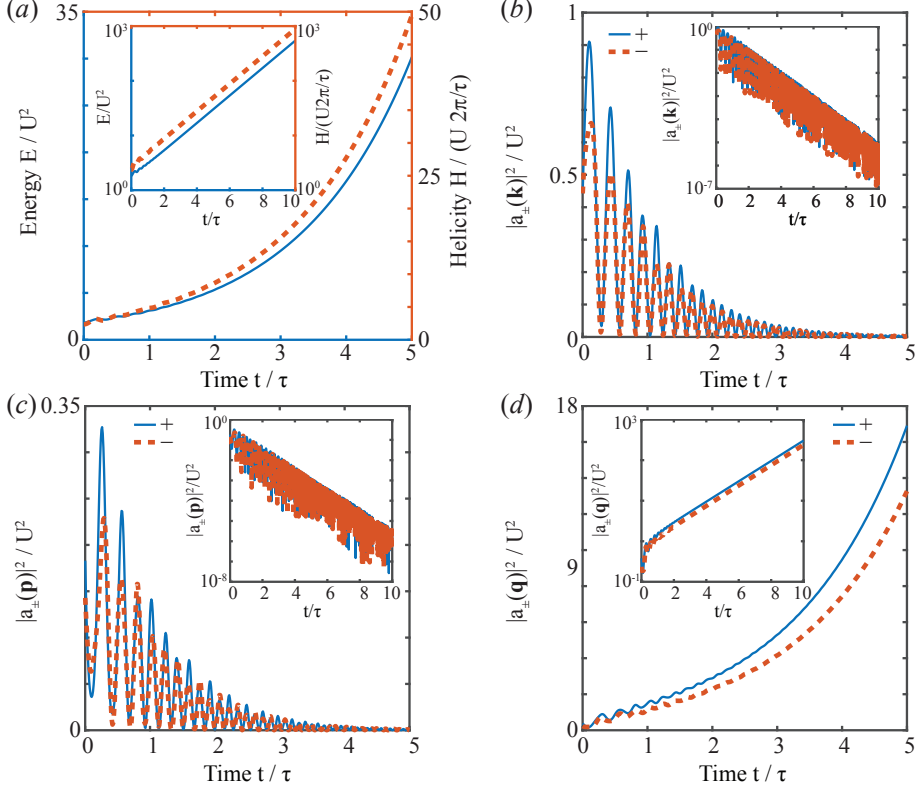 (a)
35
50
10³
10³
E/U²
H/(U2π/τ)
10⁰
10⁰
0 2 4 6 8 10
t/τ
Energy E / U²
25
Helicity H / (U 2π/τ)
0
0
0 1 2 3 4 5
Time t / τ
(b)
1
+
−
10⁰
|a±(k)|²/U²
10⁻⁷
0 2 4 6 8 10
t/τ
|a±(k)|² / U²
0.5
0
0 1 2 3 4 5
Time t / τ
(c)
0.35
+
−
10⁰
|a±(p)|²/U²
10⁻⁸
0 2 4 6 8 10
t/τ
|a±(p)|² / U²
0
0 1 2 3 4 5
Time t / τ
(d)
18
+
−
10³
|a±(q)|²/U²
10⁻¹
0 2 4 6 8 10
t/τ
|a±(q)|² / U²
9
0
0 1 2 3 4 5
Time t / τ